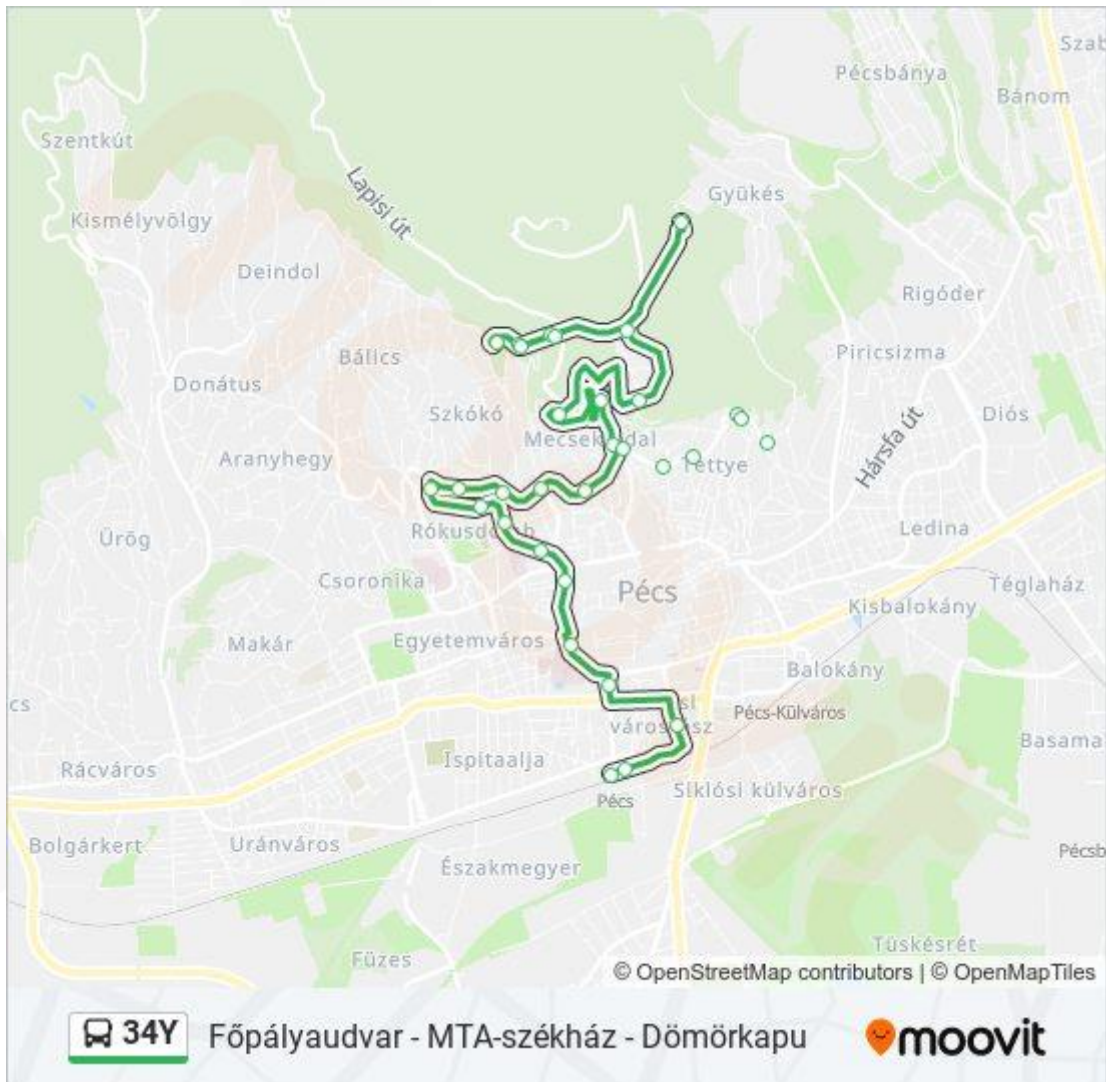 Szab
Pécsbánya
Bánom
Szentkút
Lapisi út
Gyükés
Kismélyvölgy
Deindol
Rigóder
Bálics
Piricsizma
Donátus
Szkókó
Diós
Hársfa út
Aranyhegy
Tettye
Ürög
Ledina
Csoronika
Pécs
Téglaház
Kisbalokány
Makár
Egyetemváros
Balokány
cs
Pécs-Külváros
Basama
Rácváros
Ispitaalja
Pécs
Siklósi külváros
Bolgárkert
Uránváros
Pécsb
Északmegyer
Füzes
Tüskésrét
© OpenStreetMap contributors | © OpenMapTiles
34Y Főpályaudvar - MTA-székház - Dömörkapu moovit